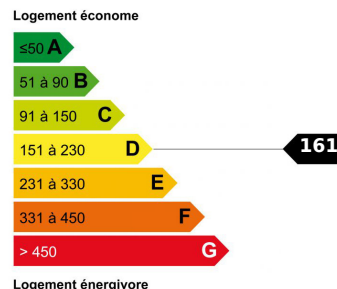 Logement économe
≤50 A
51 à 90 B
91 à 150 C
151 à 230 D 161
231 à 330 E
331 à 450 F
> 450 G
Logement énergivore